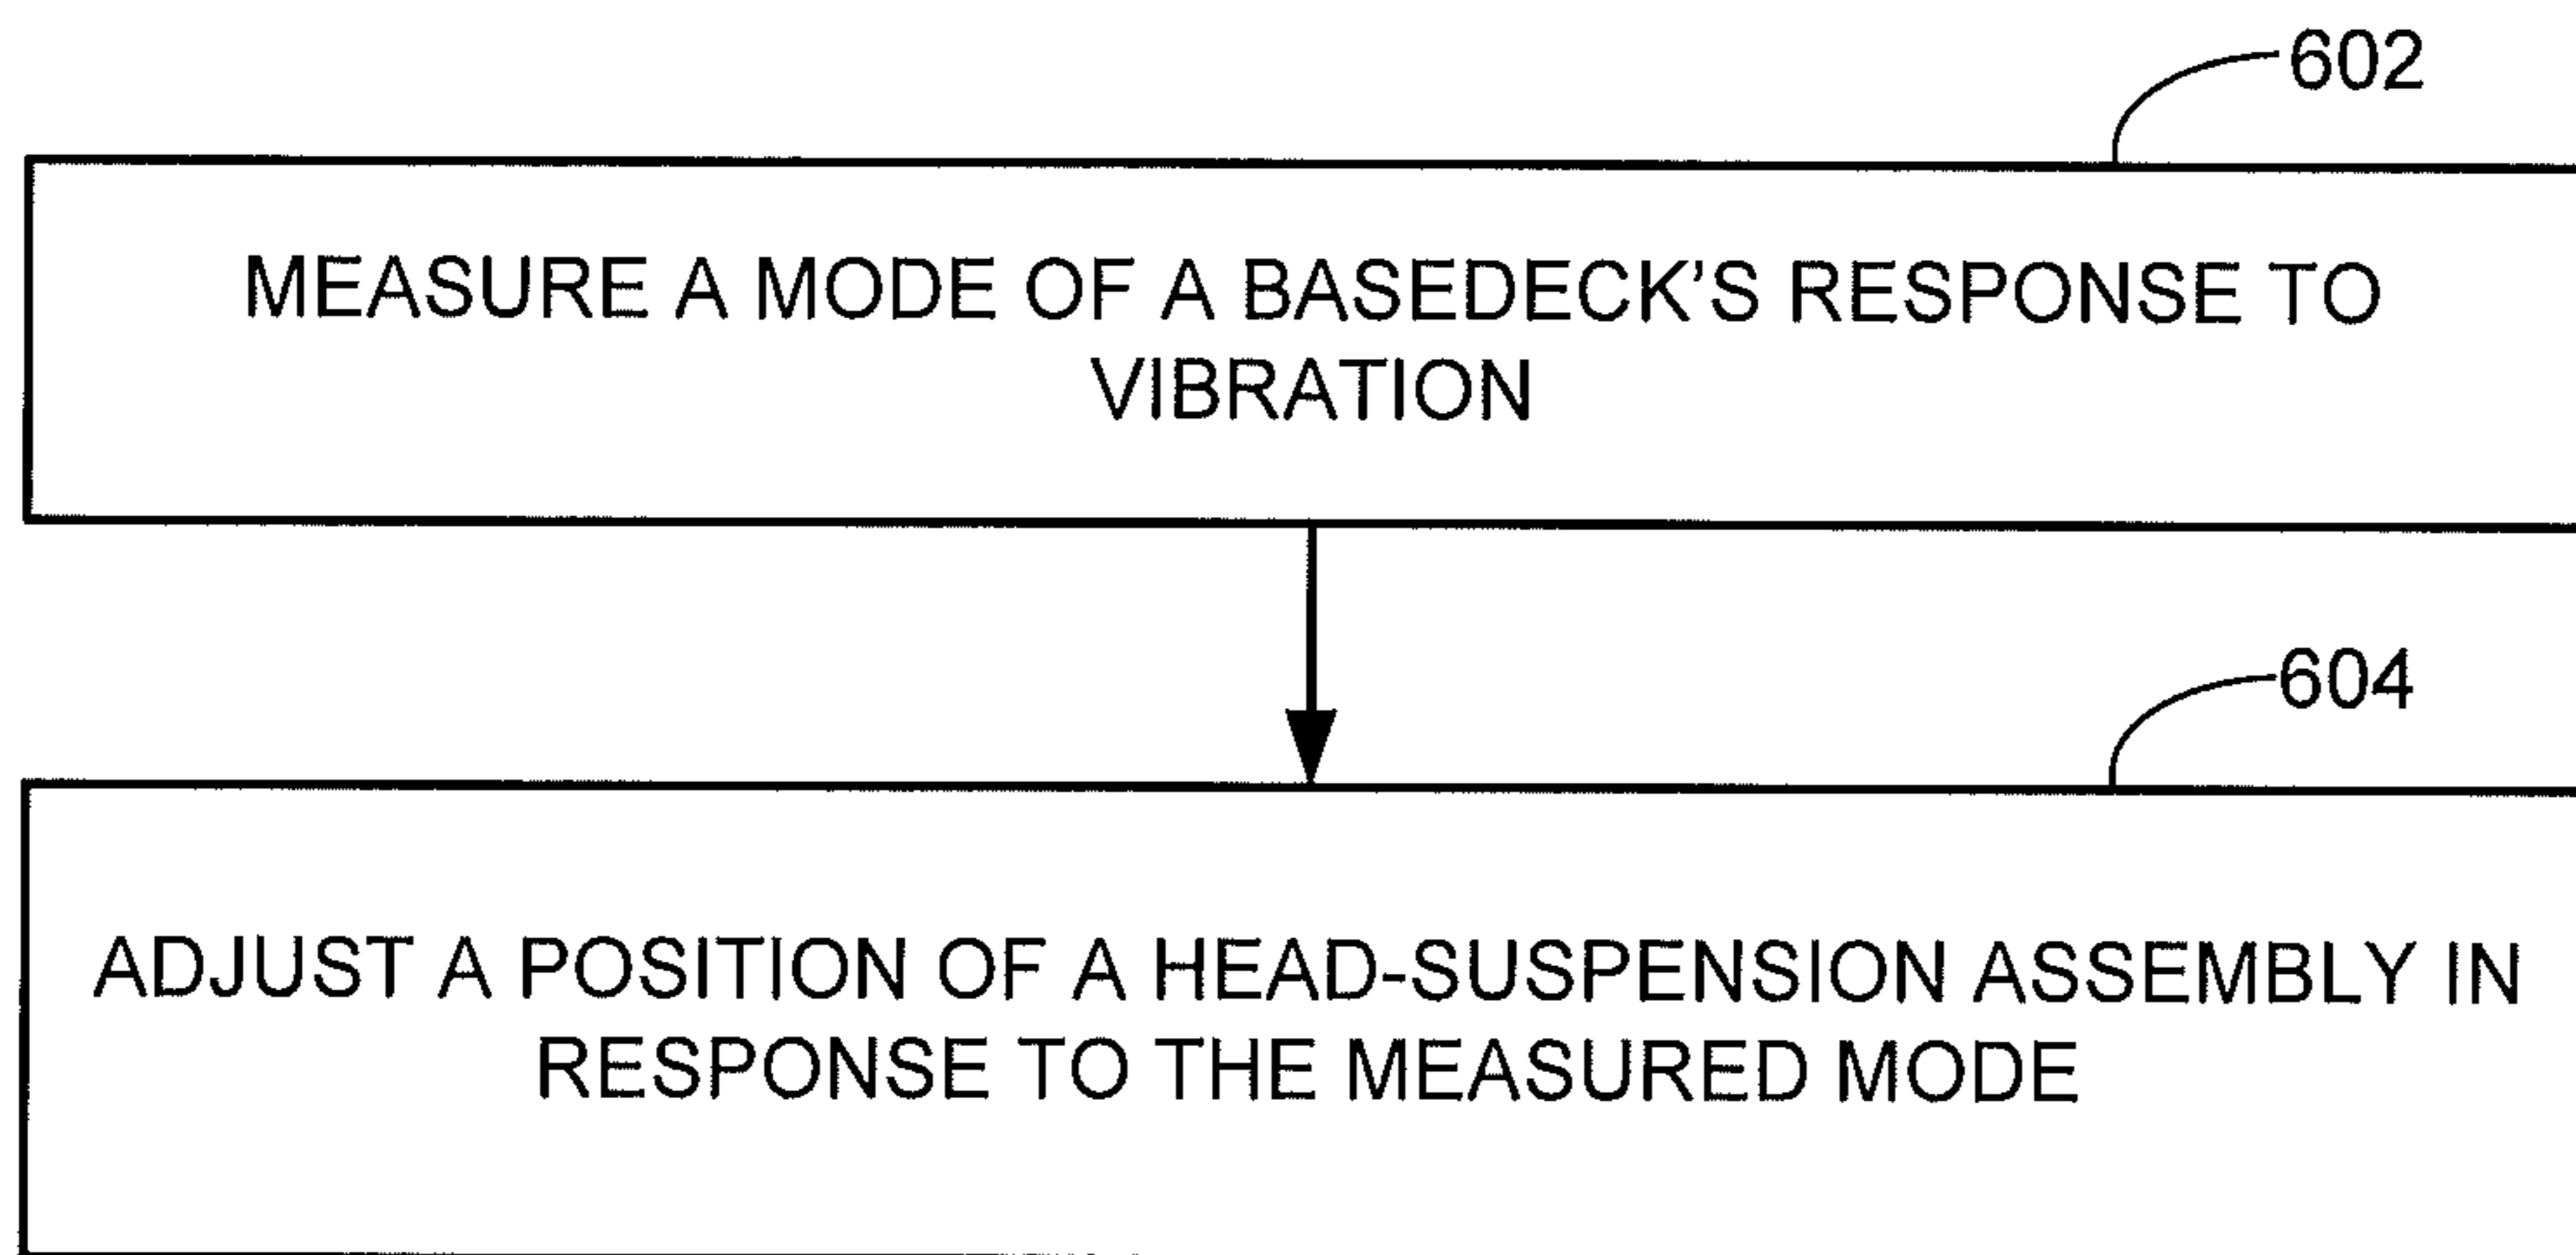 602
MEASURE A MODE OF A BASEDECK'S RESPONSE TO
VIBRATION
604
ADJUST A POSITION OF A HEAD-SUSPENSION ASSEMBLY IN
RESPONSE TO THE MEASURED MODE